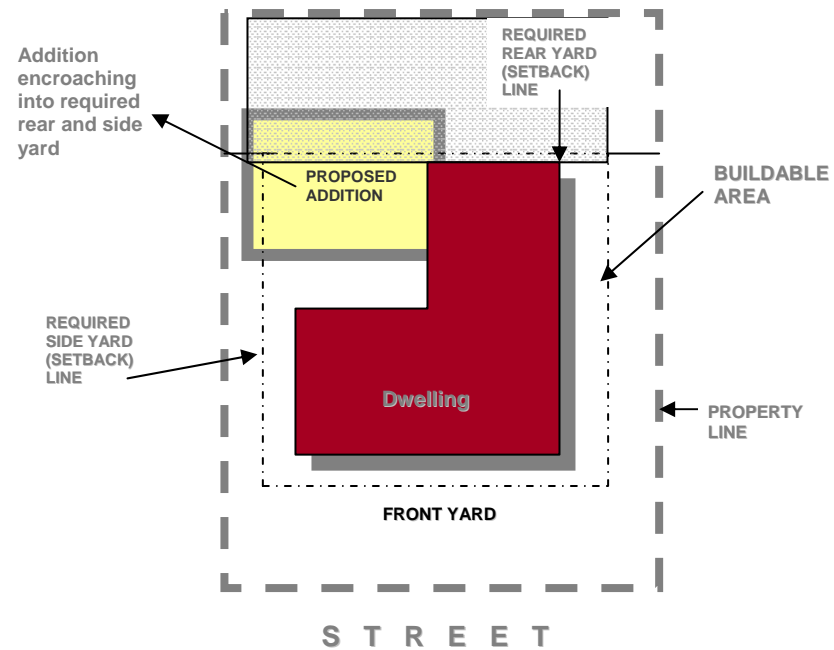 Addition
encroaching
into required
rear and side
yard
REQUIRED
REAR YARD
(SETBACK)
LINE
PROPOSED
ADDITION
BUILDABLE
AREA
REQUIRED
SIDE YARD
(SETBACK)
LINE
Dwelling
PROPERTY
LINE
FRONT YARD
STREET